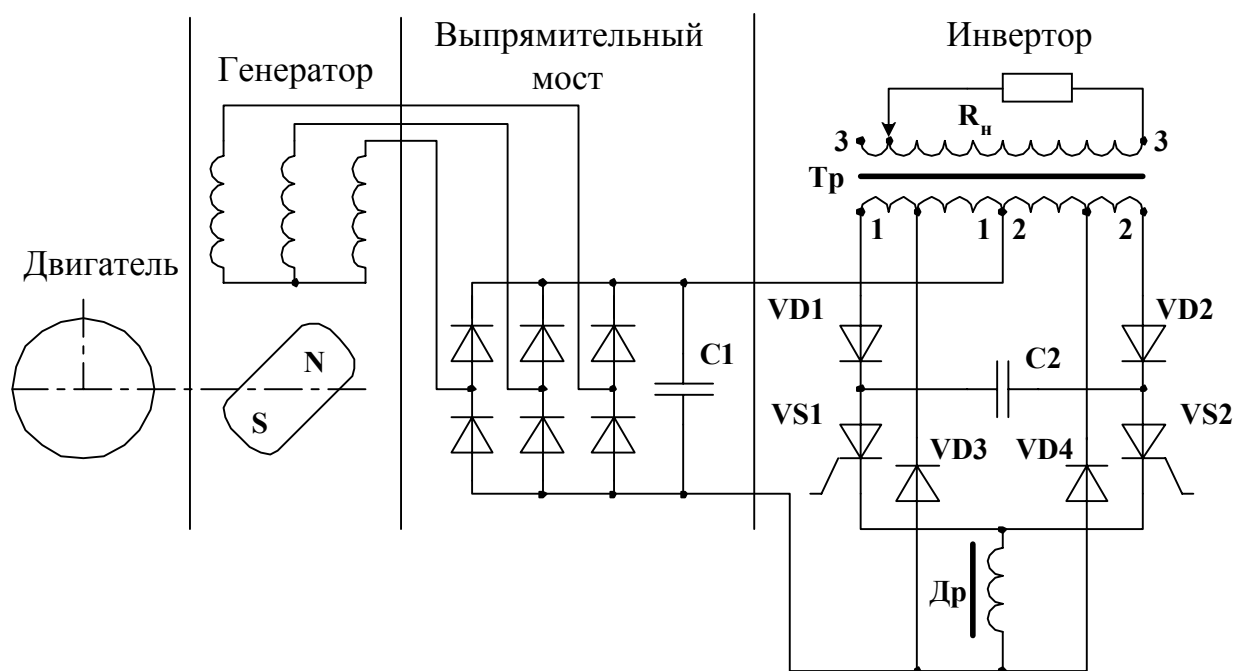 Двигатель
Генератор
Выпрямительный
мост
Инвертор
N
S
C1
Rн
3
3
Тр
1
1
2
2
VD1
VD2
C2
VS1
VS2
VD3
VD4
Др